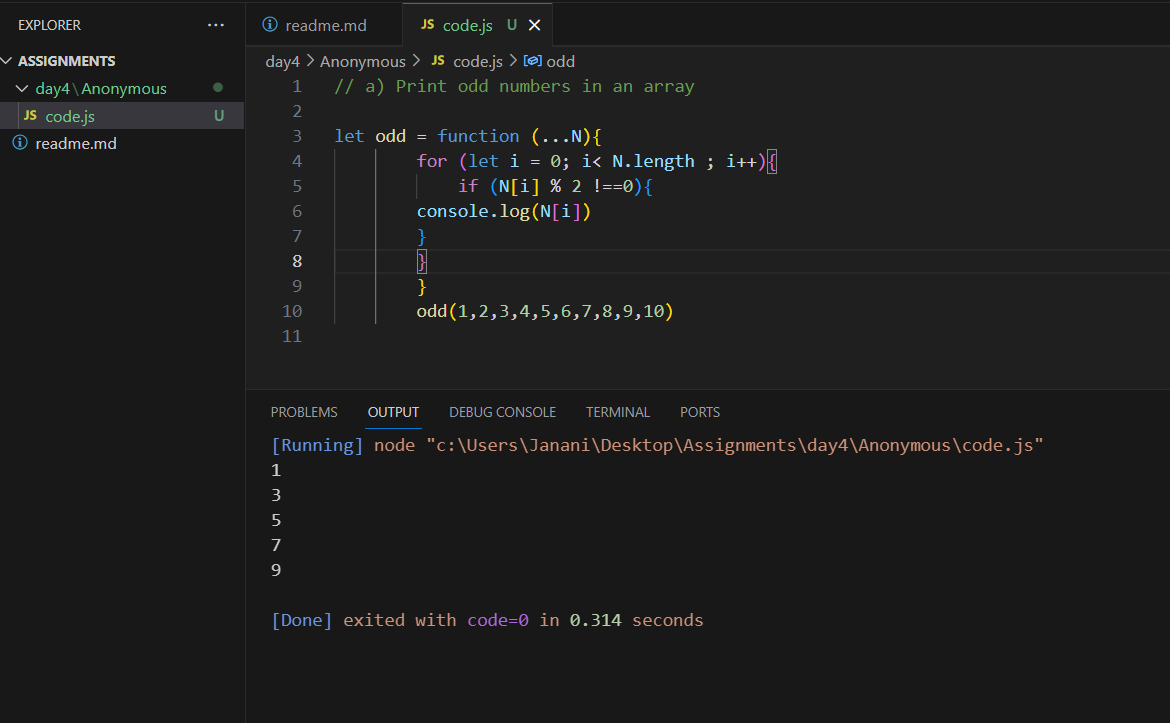 EXPLORER ...
ASSIGNMENTS
day4\Anonymous
JS code.js U
readme.md
readme.md JS code.js U
day4 > Anonymous > JS code.js > odd
1 // a) Print odd numbers in an array
2
3 let odd = function (...N){
4 for (let i = 0; i< N.length ; i++){
5 if (N[i] % 2 !==0){
6 console.log(N[i])
7 }
8 }
9 }
10 odd(1,2,3,4,5,6,7,8,9,10)
11
PROBLEMS OUTPUT DEBUG CONSOLE TERMINAL PORTS
[Running] node "c:\Users\Janani\Desktop\Assignments\day4\Anonymous\code.js"
1
3
5
7
9
[Done] exited with code=0 in 0.314 seconds